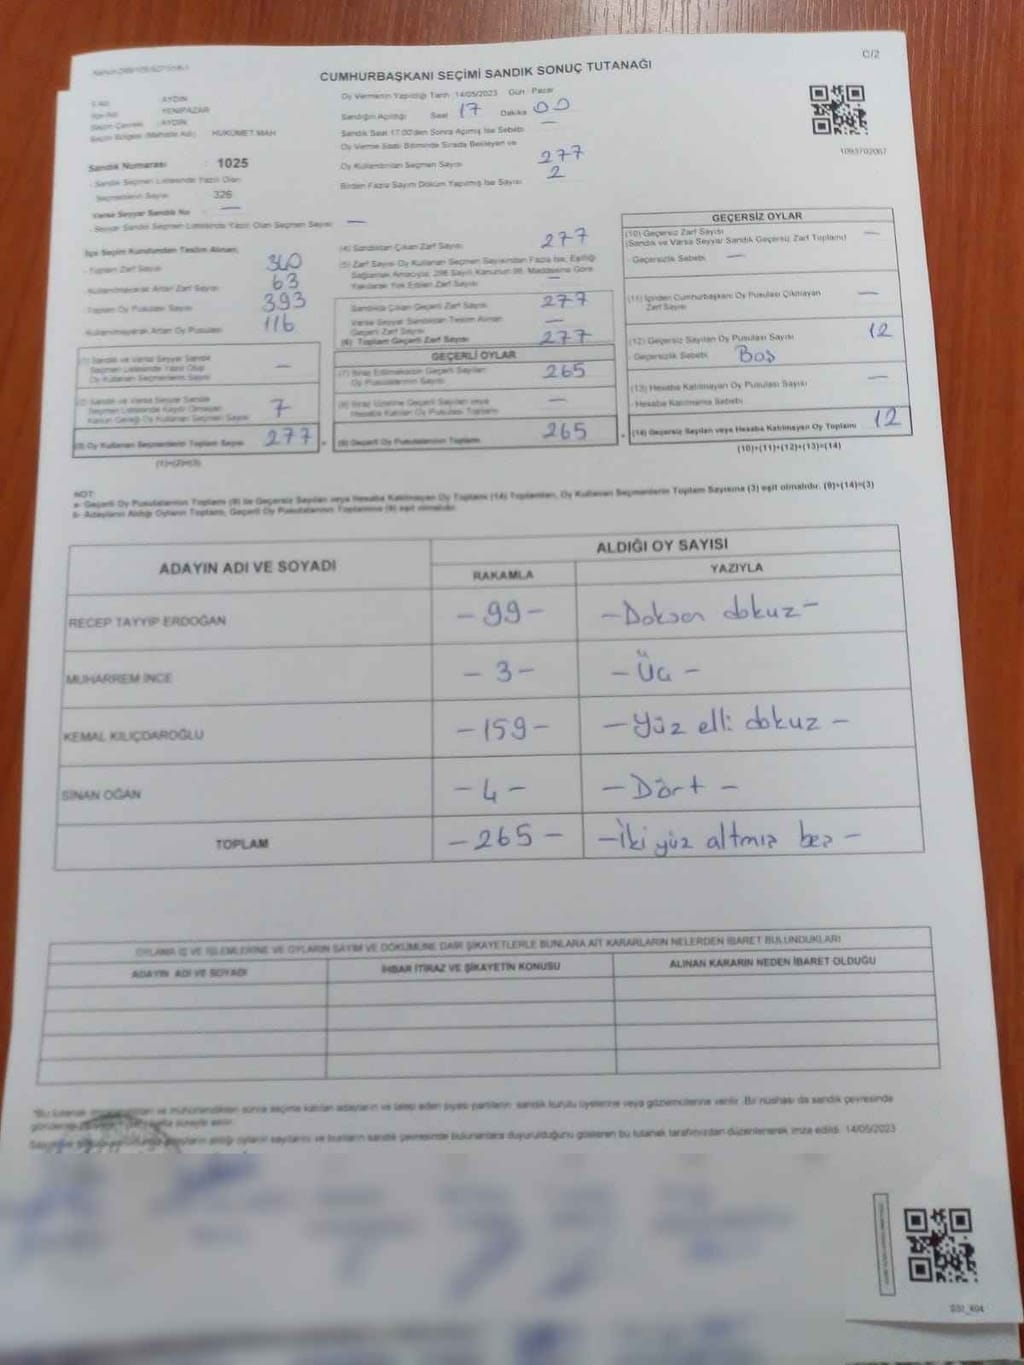 C/2
CUMHURBAŞKANI SEÇİMİ SANDIK SONUÇ TUTANAĞI
Oy Vermenin Yapıldığı Tarih :14/05/2023 Gün : Pazar
Sandığın Açıldığı Saat 17 Dakika 00
Sandık Saat 17.00'den Sonra Açılmış İse Sebebi —
Oy Verme Saati Bitiminde Sırada Bekleyen ve
Oy Kullandırılan Seçmen Sayısı 277
Birden Fazla Sayım Döküm Yapılmış İse Sayısı 2
1093702067
: AYDIN
: YENİPAZAR
Seçim Çevresi : AYDIN
Seçim Bölgesi (Mahalle Adı) : HÜKÜMET MAH
Sandık Numarası : 1025
Sandık Seçmen Listesinde Yazılı Olan
Seçmenlerin Sayısı 326
Varsa Seyyar Sandık No —
- Seyyar Sandık Seçmen Listesinde Yazılı Olan Seçmen Sayısı —
İlçe Seçim Kurulundan Teslim Alınan;
- Toplam Zarf Sayısı 340
Kullanılmayarak Artan Zarf Sayısı 63
Toplam Oy Pusulası Sayısı 393
Kullanılmayarak Artan Oy Pusulası 116
(1) Sandık ve Varsa Seyyar Sandık
Seçmen Listesinde Yazılı Olup
Oy Kullanan Seçmenlerin Sayısı —
(2) Sandık ve Varsa Seyyar Sandık
Seçmen Listesinde Kaydı Olmayan
Kanun Gereği Oy Kullanan Seçmen Sayısı 7
(3) Oy Kullanan Seçmenlerin Toplam Sayısı 277
(1)+(2)=(3)
(4) Sandıktan Çıkan Zarf Sayısı 277
(5) Zarf Sayısı Oy Kullanan Seçmen Sayısından Fazla İse, Eşitliği
Sağlamak Amacıyla, 298 Sayılı Kanunun 98. Maddesine Göre
Yakılarak Yok Edilen Zarf Sayısı —
Sandıkta Çıkan Geçerli Zarf Sayısı 277
Varsa Seyyar Sandıktan Teslim Alınan
Geçerli Zarf Sayısı —
(6) Toplam Geçerli Zarf Sayısı 277
GEÇERLİ OYLAR
(7) İtiraz Edilmeksizin Geçerli Sayılan
Oy Pusulalarının Sayısı 265
(8) İtiraz Üzerine Geçerli Sayılan veya
Hesaba Katılan Oy Pusulası Toplamı —
(9) Geçerli Oy Pusulalarının Toplamı 265
GEÇERSİZ OYLAR
(10) Geçersiz Zarf Sayısı —
(Sandık ve Varsa Seyyar Sandık Geçersiz Zarf Toplamı)
- Geçersizlik Sebebi —
(11) İçinden Cumhurbaşkanı Oy Pusulası Çıkmayan
Zarf Sayısı —
(12) Geçersiz Sayılan Oy Pusulası Sayısı 12
- Geçersizlik Sebebi Boş
(13) Hesaba Katılmayan Oy Pusulası Sayısı —
- Hesaba Katılmama Sebebi
(14) Geçersiz Sayılan veya Hesaba Katılmayan Oy Toplamı 12
(10)+(11)+(12)+(13)=(14)
NOT:
a- Geçerli Oy Pusulalarının Toplamı (9) ile Geçersiz Sayılan veya Hesaba Katılmayan Oy Toplamı (14) Toplamları, Oy Kullanan Seçmenlerin Toplam Sayısına (3) eşit olmalıdır. (9)+(14)=(3)
b- Adayların Aldığı Oyların Toplamı, Geçerli Oy Pusulalarının Toplamına (9) eşit olmalıdır.
ADAYIN ADI VE SOYADI
ALDIĞI OY SAYISI
RAKAMLA YAZIYLA
RECEP TAYYİP ERDOĞAN -99- -Doksan dokuz-
MUHARREM İNCE -3- -Üç-
KEMAL KILIÇDAROĞLU -159- -Yüz elli dokuz-
SİNAN OĞAN -4- -Dört-
TOPLAM -265- -İki yüz altmış beş-
OYLAMA İŞ VE İŞLEMLERİNE VE OYLARIN SAYIM VE DÖKÜMÜNE DAİR ŞİKAYETLERLE BUNLARA AİT KARARLARIN NELERDEN İBARET BULUNDUKLARI
ADAYIN ADI VE SOYADI İHBAR İTİRAZ VE ŞİKAYETİN KONUSU ALINAN KARARIN NEDEN İBARET OLDUĞU
ve mühürlendikten sonra seçime katılan adayların ve talep eden siyasi partilerin sandık kurulu üyelerine veya gözlemcilerine verilir. Bir nüshası da sandık çevresinde
adayların aldığı oyların sayılarını ve bunların sandık çevresinde bulunanlara duyurulduğunu gösteren bu tutanak tarafımızdan düzenlenerek imza edildi. 14/05/2023